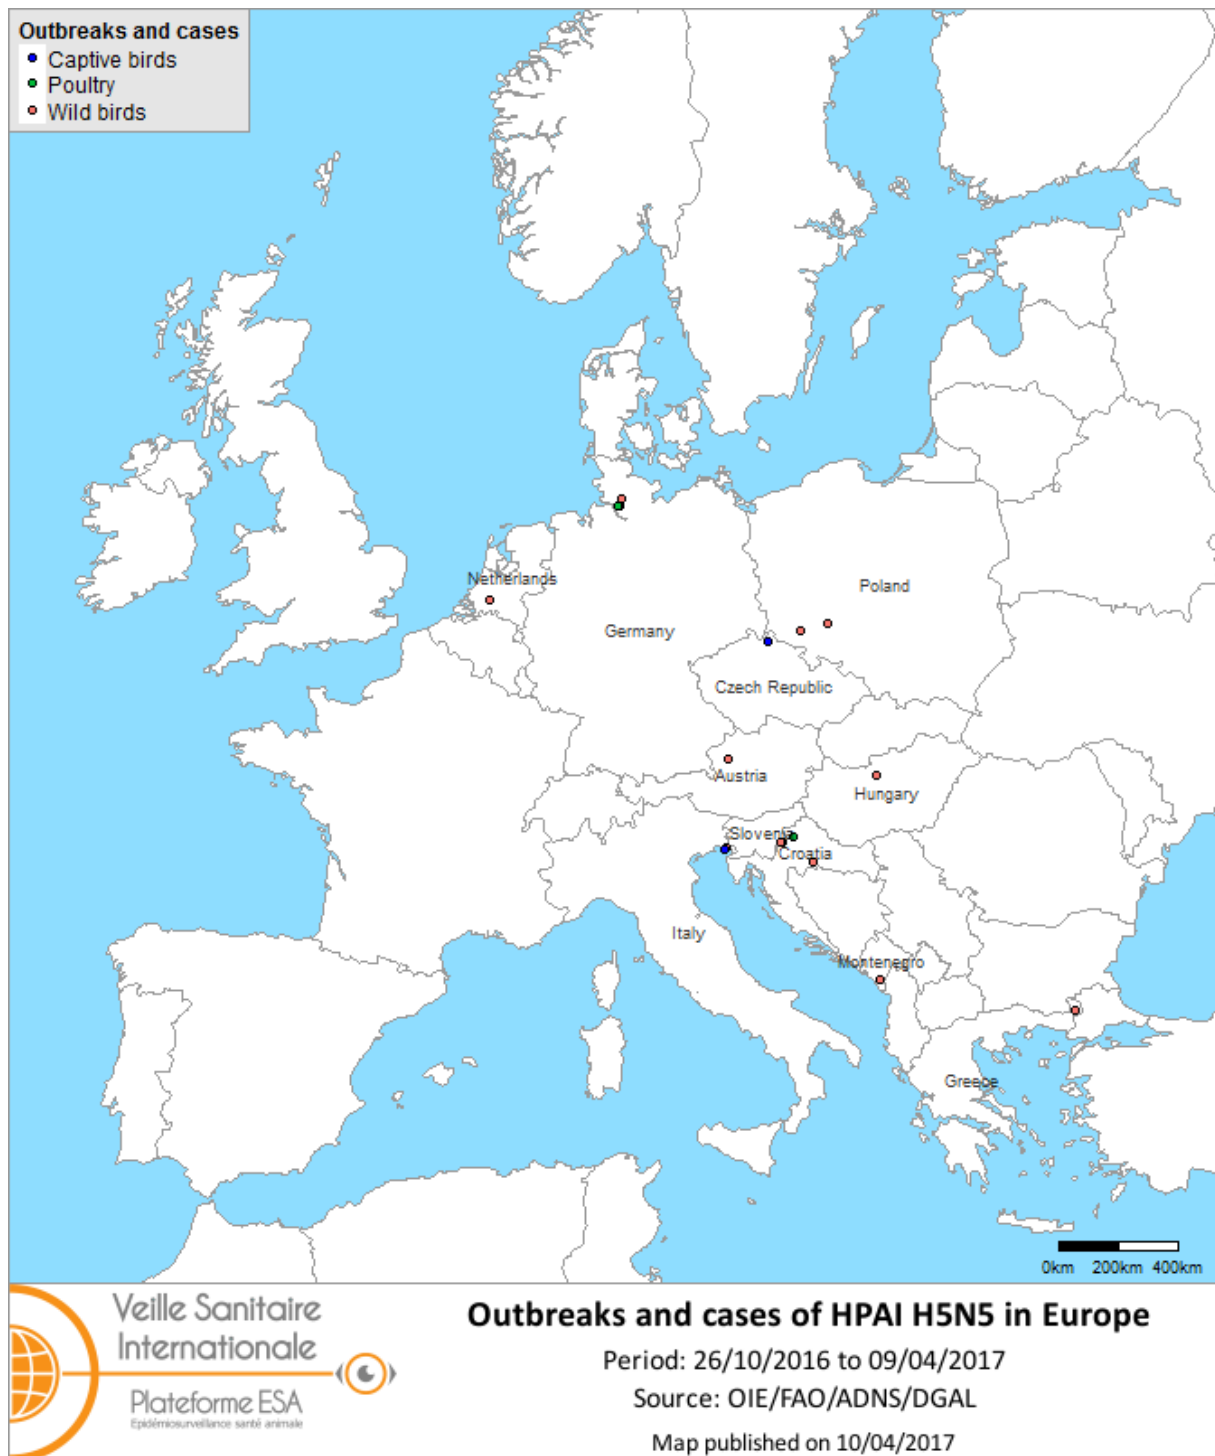 Outbreaks and cases
Captive birds
Poultry
Wild birds
Netherlands
Poland
Germany
Czech Republic
Austria
Hungary
Slovenia
Croatia
Italy
Montenegro
Greece
0km 200km 400km
Veille Sanitaire
Internationale
Plateforme ESA
Epidémiosurveillance santé animale
Outbreaks and cases of HPAI H5N5 in Europe
Period: 26/10/2016 to 09/04/2017
Source: OIE/FAO/ADNS/DGAL
Map published on 10/04/2017